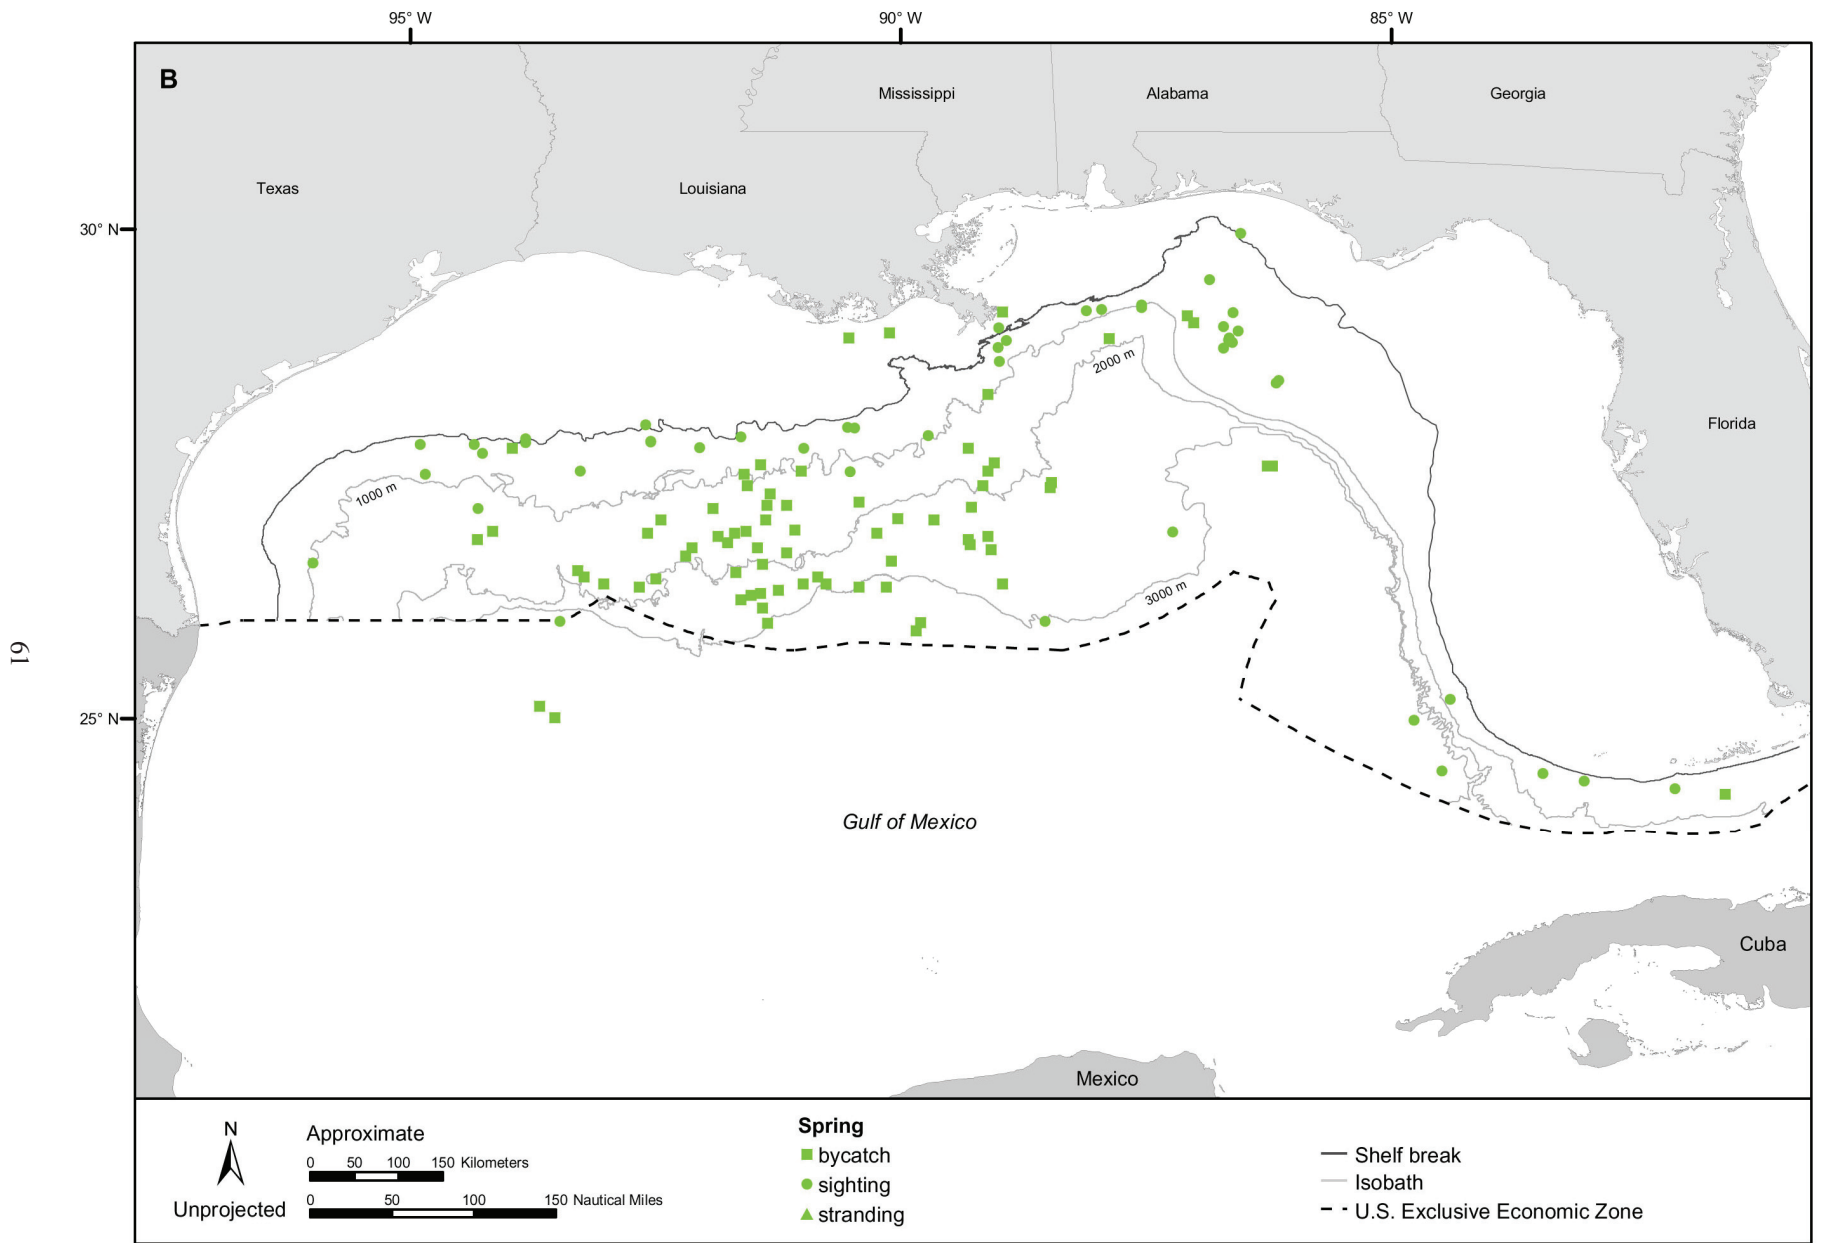 95° W
90° W
85° W
B
Mississippi
Alabama
Georgia
Texas
Louisiana
30° N
2000 m
Florida
1000 m
3000 m
61
25° N
Gulf of Mexico
Cuba
Mexico
N
Unprojected
Approximate
0 50 100 150 Kilometers
0 50 100 150 Nautical Miles
Spring
bycatch
sighting
stranding
Shelf break
Isobath
U.S. Exclusive Economic Zone